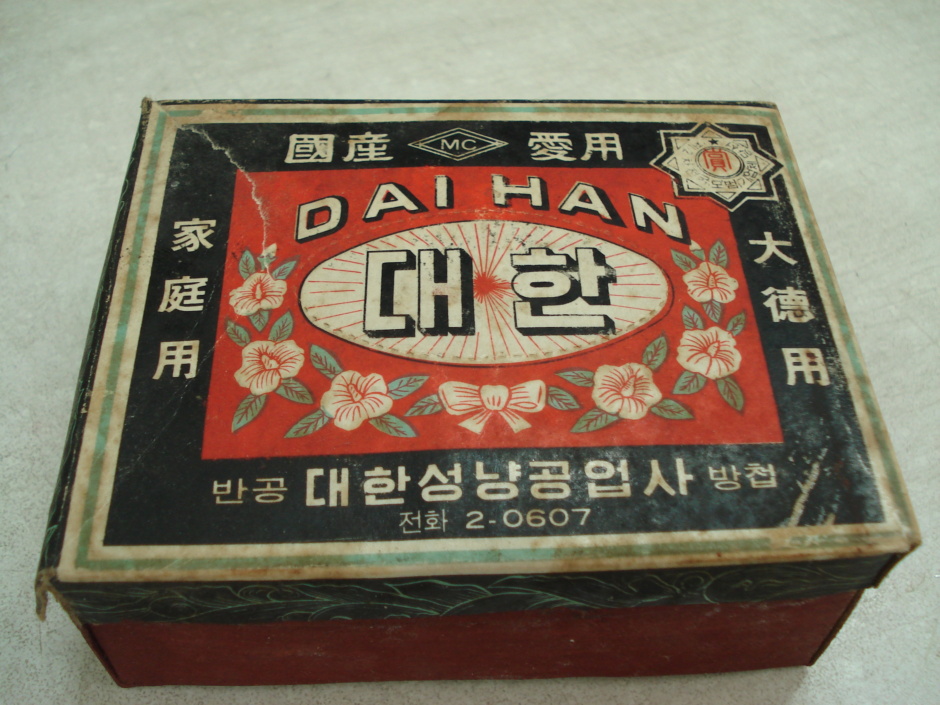 國産 MC 愛用
賞
DAI HAN
대한
家庭用
大德用
반공 대한성냥공업사 방첩
전화 2-0607